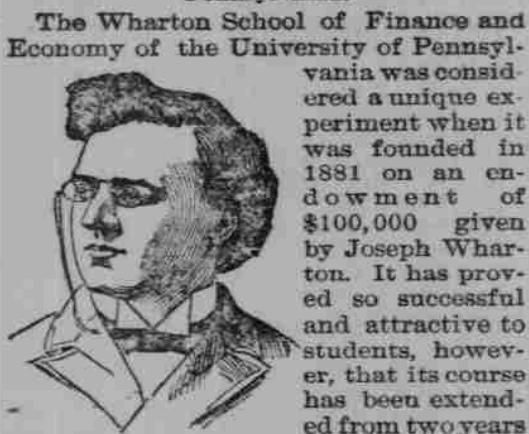 The Wharton School of Finance and
Economy of the University of Pennsyl-
vania was consid-
ered a unique ex-
periment when it
was founded in
1881 on an en-
dowment of
$100,000 given
by Joseph Whar-
ton. It has prov-
ed so successful
and attractive to
students, howev-
er, that its course
has been extend-
ed from two years